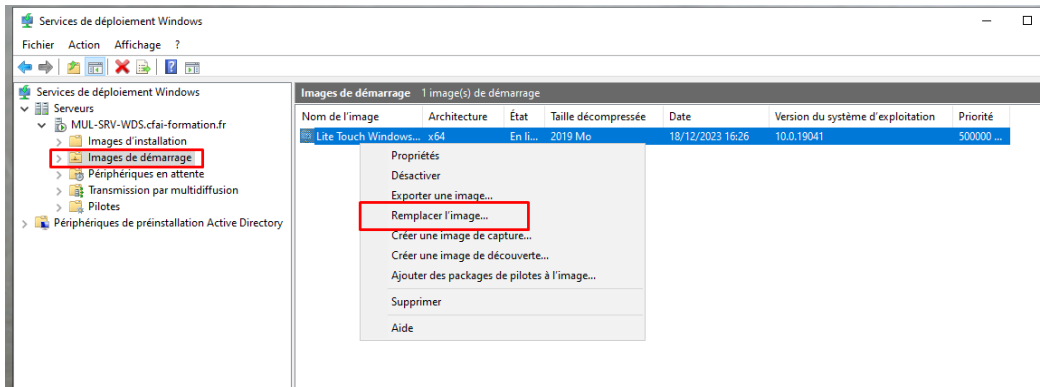 Services de déploiement Windows
Fichier Action Affichage ?
Services de déploiement Windows
Serveurs
MUL-SRV-WDS.cfai-formation.fr
Images d'installation
Images de démarrage
Périphériques en attente
Transmission par multidiffusion
Pilotes
Périphériques de préinstallation Active Directory
Images de démarrage 1 image(s) de démarrage
Nom de l'image Architecture État Taille décompressée Date Version du système d'exploitation Priorité
Lite Touch Windows... x64 En li... 2019 Mo 18/12/2023 16:26 10.0.19041 500000 ...
Propriétés
Désactiver
Exporter une image...
Remplacer l'image...
Créer une image de capture...
Créer une image de découverte...
Ajouter des packages de pilotes à l'image...
Supprimer
Aide